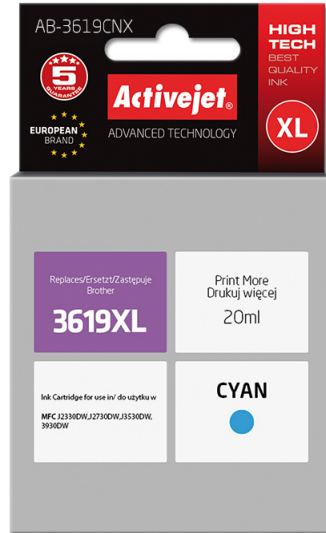 AB-3619CNX
HIGH
TECH
BEST
QUALITY
INK
5
YEARS
GUARANTEE
Activejet®
EUROPEAN
BRAND
ADVANCED TECHNOLOGY
XL
Replaces/Ersetzt/Zastępuje
Brother
3619XL
Print More
Drukuj więcej
20ml
Ink Cartridge for use in/ do użytku w
MFC J2330DW,J2730DW,J3530DW,
3930DW
CYAN